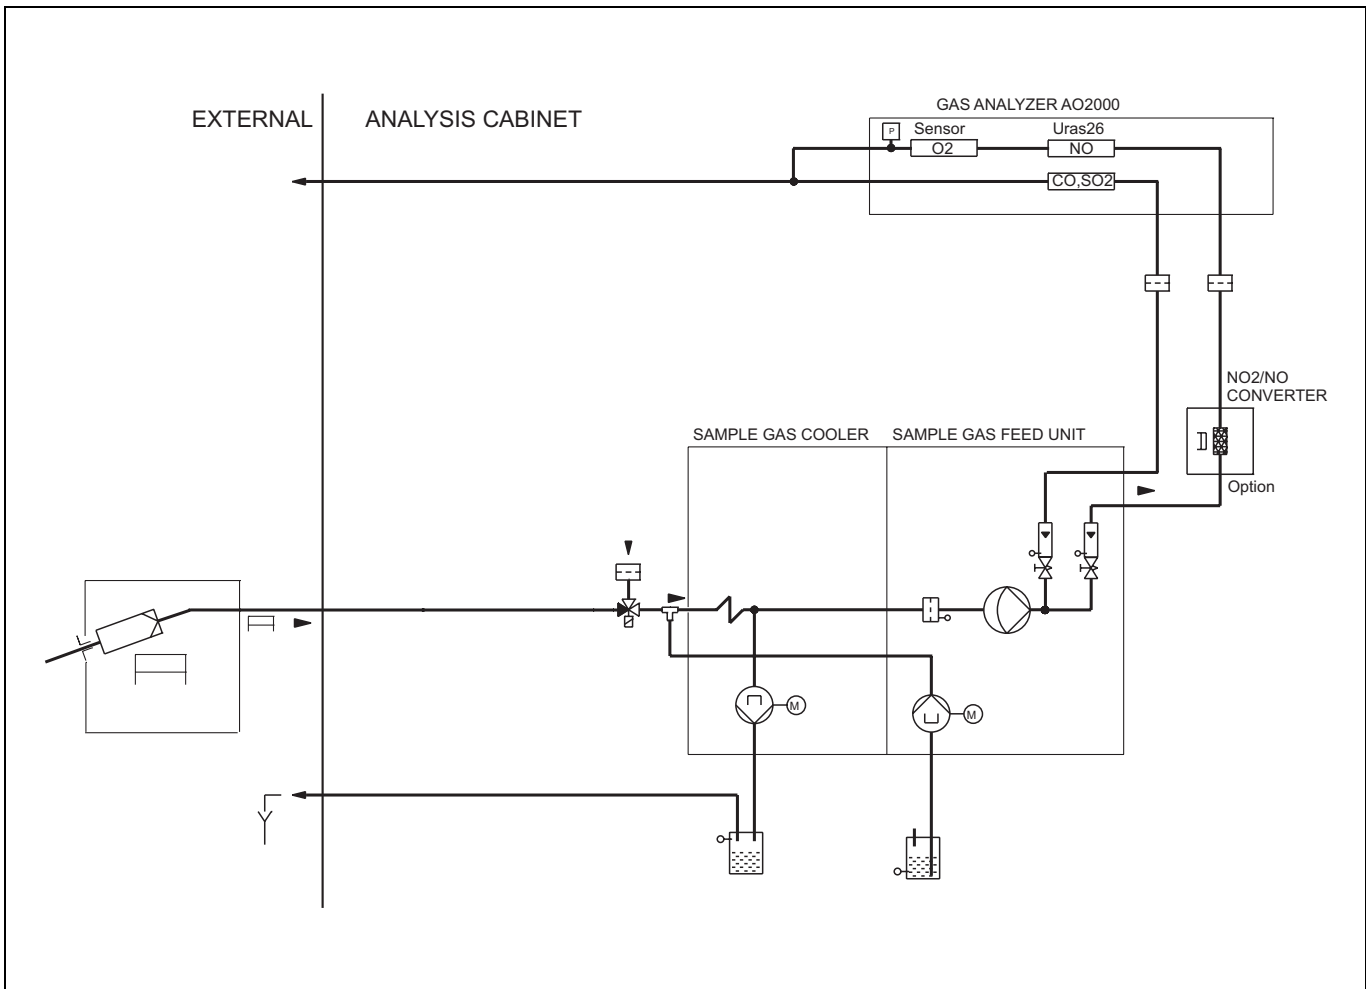 EXTERNAL
ANALYSIS CABINET
GAS ANALYZER AO2000
P
Sensor
Uras26
O2
NO
CO,SO2
NO2/NO
CONVERTER
Option
SAMPLE GAS COOLER
SAMPLE GAS FEED UNIT
M
M